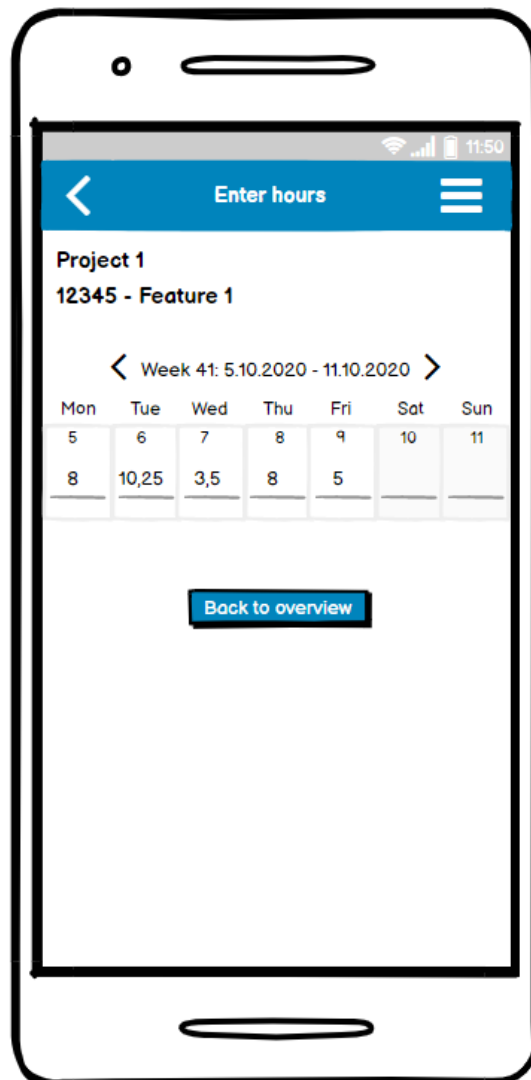 11:50
Enter hours
Project 1
12345 - Feature 1
Week 41: 5.10.2020 - 11.10.2020
Mon Tue Wed Thu Fri Sat Sun
5 6 7 8 9 10 11
8 10,25 3,5 8 5
Back to overview